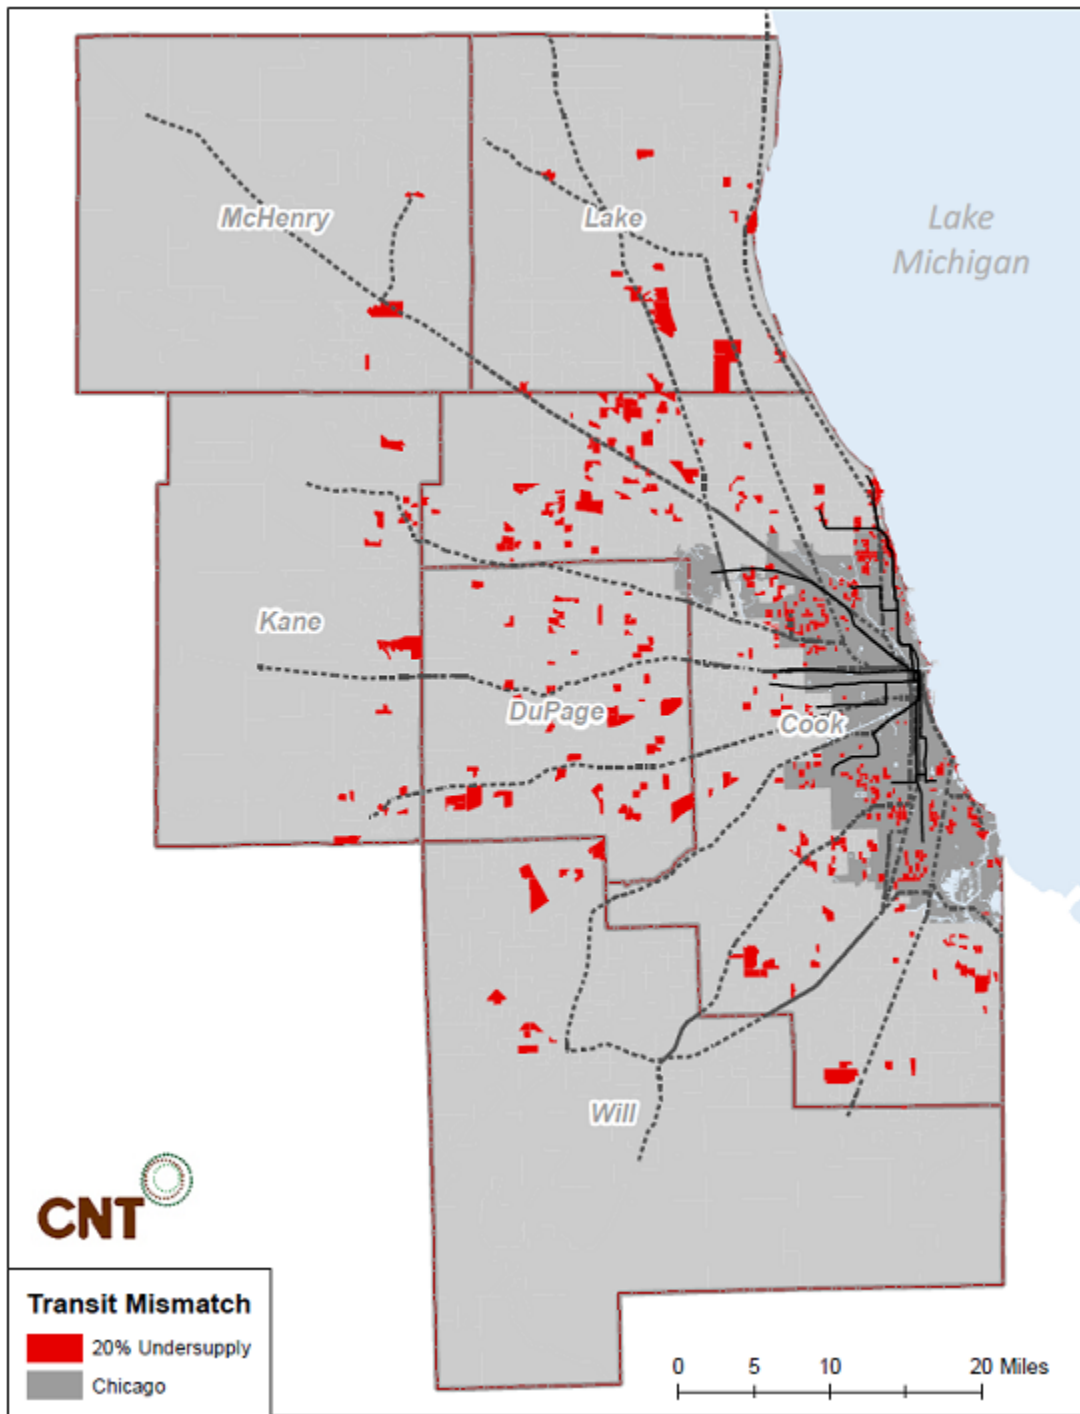 McHenry
Lake
Lake
Michigan
Kane
DuPage
Cook
Will
CNT
Transit Mismatch
20% Undersupply
Chicago
0 5 10 20 Miles